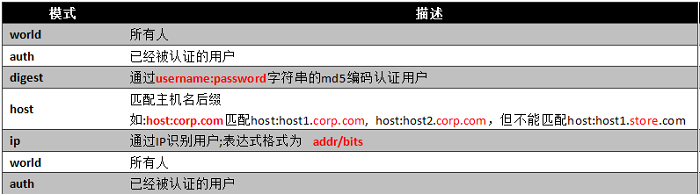 模式 描述
world 所有人
auth 已经被认证的用户
digest 通过username:password字符串的md5编码认证用户
host 匹配主机名后缀
如:host:corp.com匹配host:host1.corp.com, host:host2.corp.com，但不能匹配host:host1.store.com
ip 通过IP识别用户;表达式格式为 addr/bits
world 所有人
auth 已经被认证的用户